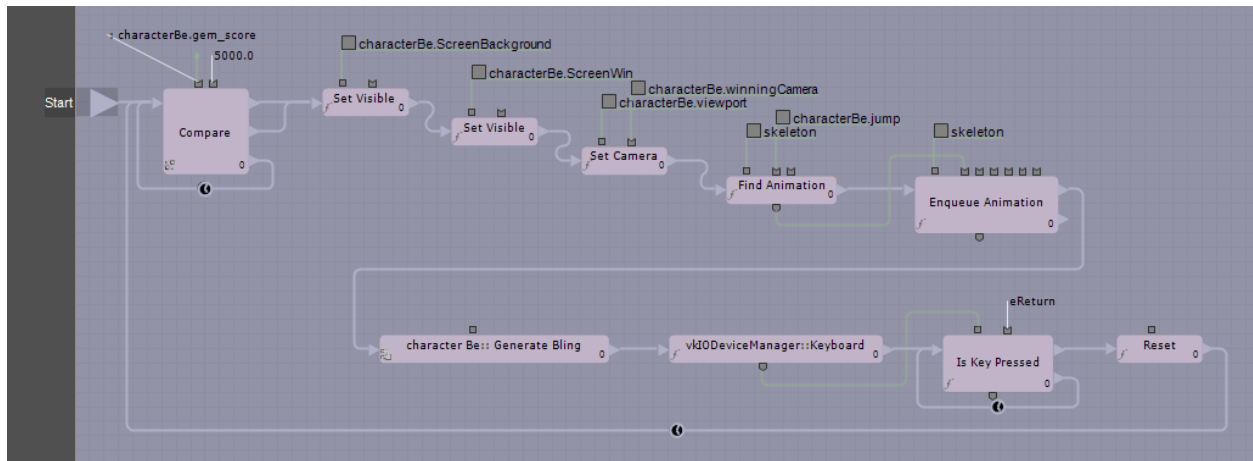 characterBe.gem_score
5000.0
characterBe.ScreenBackground
characterBe.ScreenWin
characterBe.winningCamera
characterBe.viewport
characterBe.jump
skeleton
skeleton
Start
Compare
0
Set Visible
0
Set Visible
0
Set Camera
0
Find Animation
0
Enqueue Animation
0
eReturn
character Be:: Generate Bling
0
vkIODeviceManager::Keyboard
0
Is Key Pressed
0
Reset
0